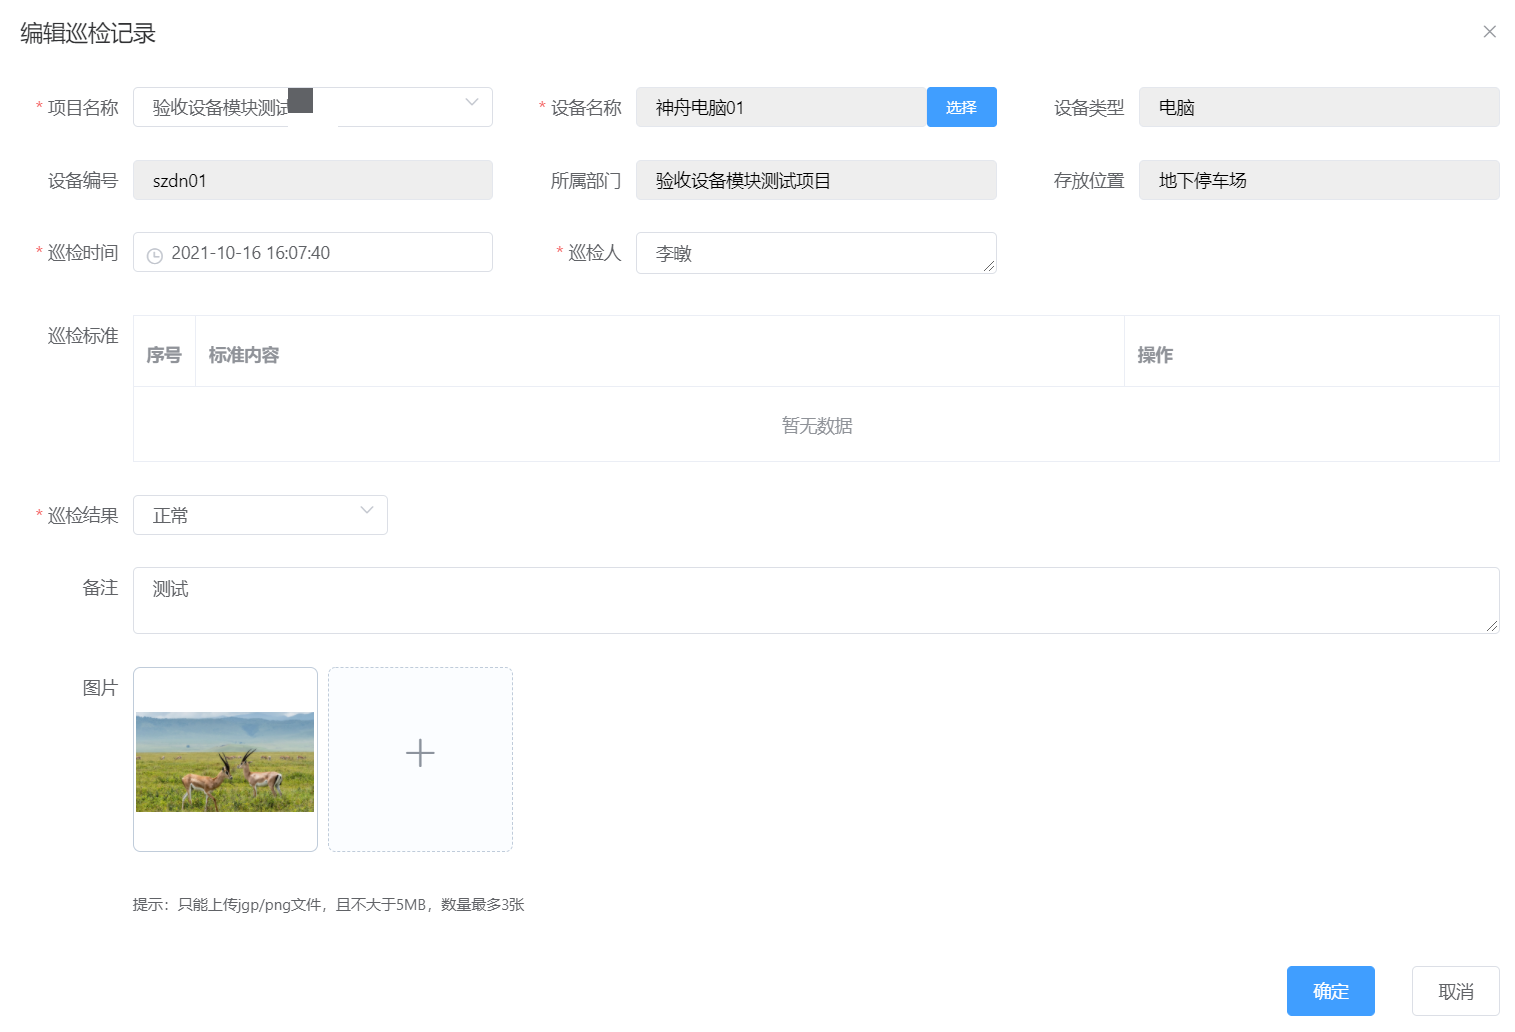 编辑巡检记录
* 项目名称 验收设备模块测试 * 设备名称 神舟电脑01 选择 设备类型 电脑
设备编号 szdn01 所属部门 验收设备模块测试项目 存放位置 地下停车场
* 巡检时间 2021-10-16 16:07:40 * 巡检人 李暾
巡检标准
序号 标准内容 操作
暂无数据
* 巡检结果 正常
备注 测试
图片
提示：只能上传jgp/png文件，且不大于5MB，数量最多3张
确定 取消